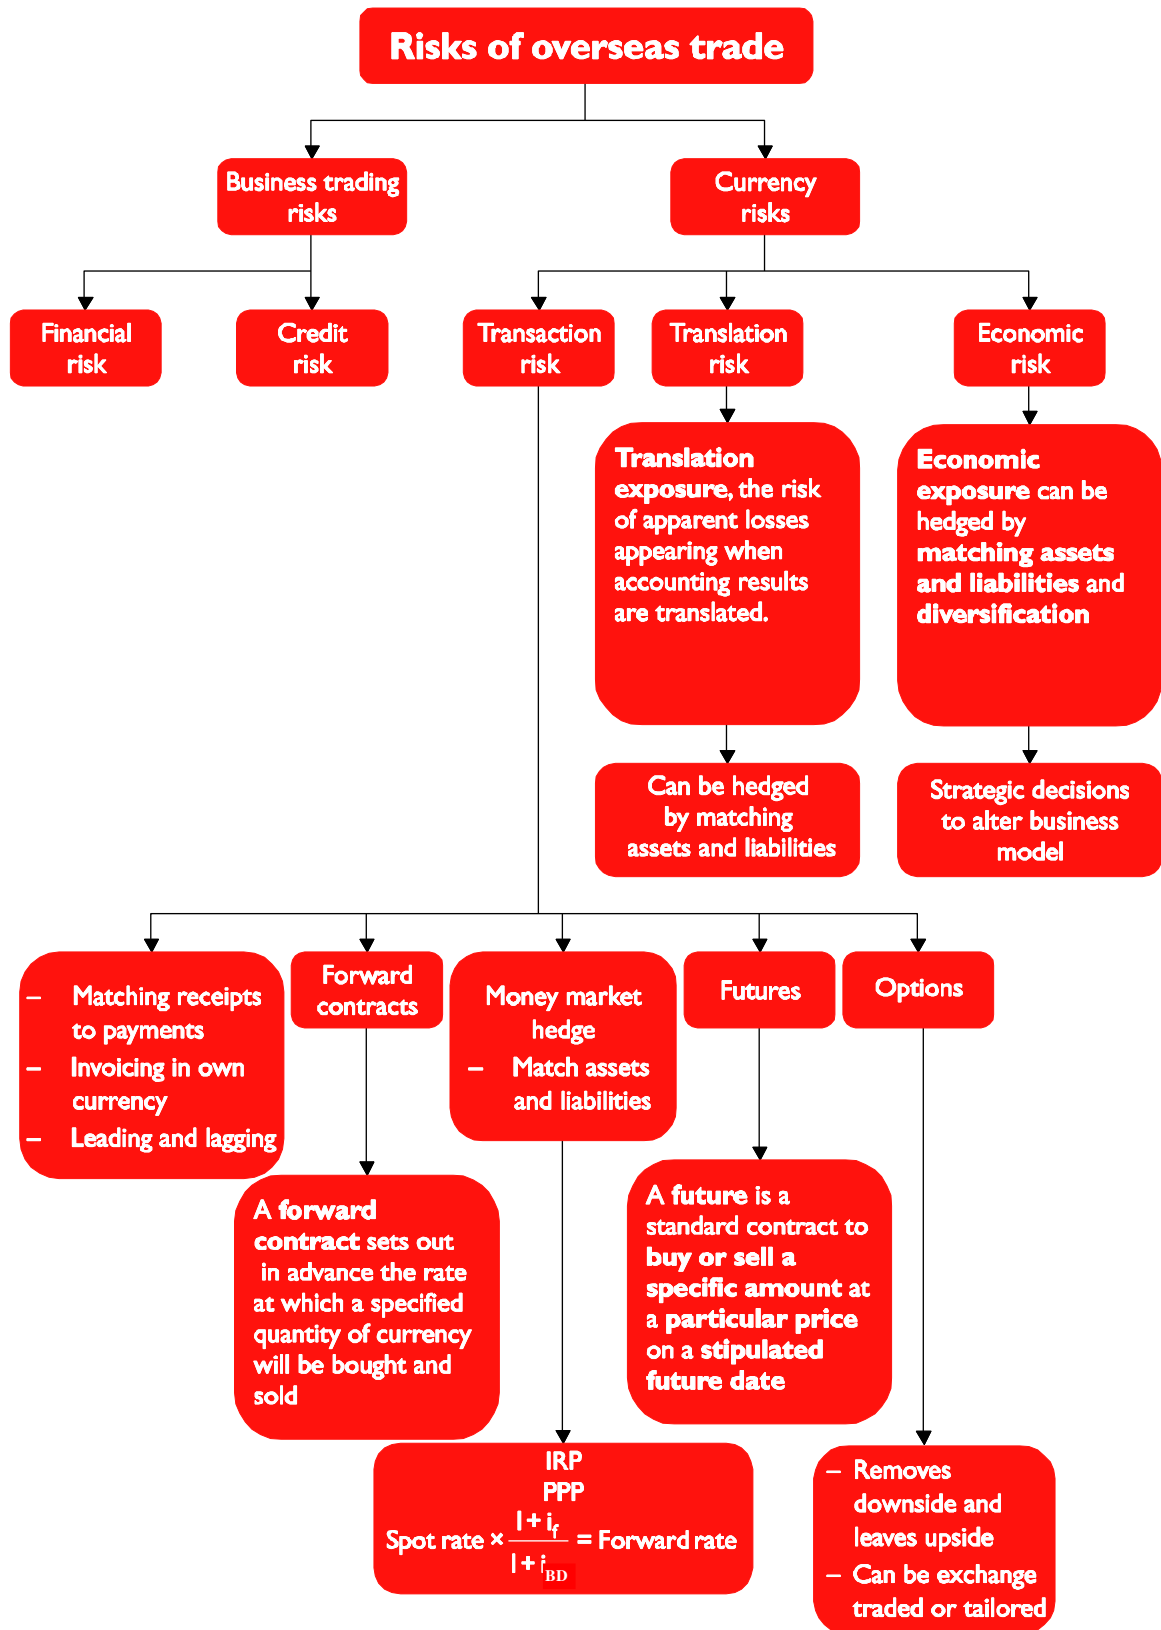 Risks of overseas trade
Business trading
risks
Currency
risks
Financial
risk
Credit
risk
Transaction
risk
Translation
risk
Economic
risk
Translation
exposure, the risk
of apparent losses
appearing when
accounting results
are translated.
Economic
exposure can be
hedged by
matching assets
and liabilities and
diversification
Can be hedged
by matching
assets and liabilities
Strategic decisions
to alter business
model
– Matching receipts
to payments
– Invoicing in own
currency
– Leading and lagging
Forward
contracts
Money market
hedge
– Match assets
and liabilities
Futures
Options
A forward
contract sets out
in advance the rate
at which a specified
quantity of currency
will be bought and
sold
A future is a
standard contract to
buy or sell a
specific amount at
a particular price
on a stipulated
future date
IRP
PPP
1 + if
Spot rate × = Forward rate
1 + iBD
– Removes
downside and
leaves upside
– Can be exchange
traded or tailored